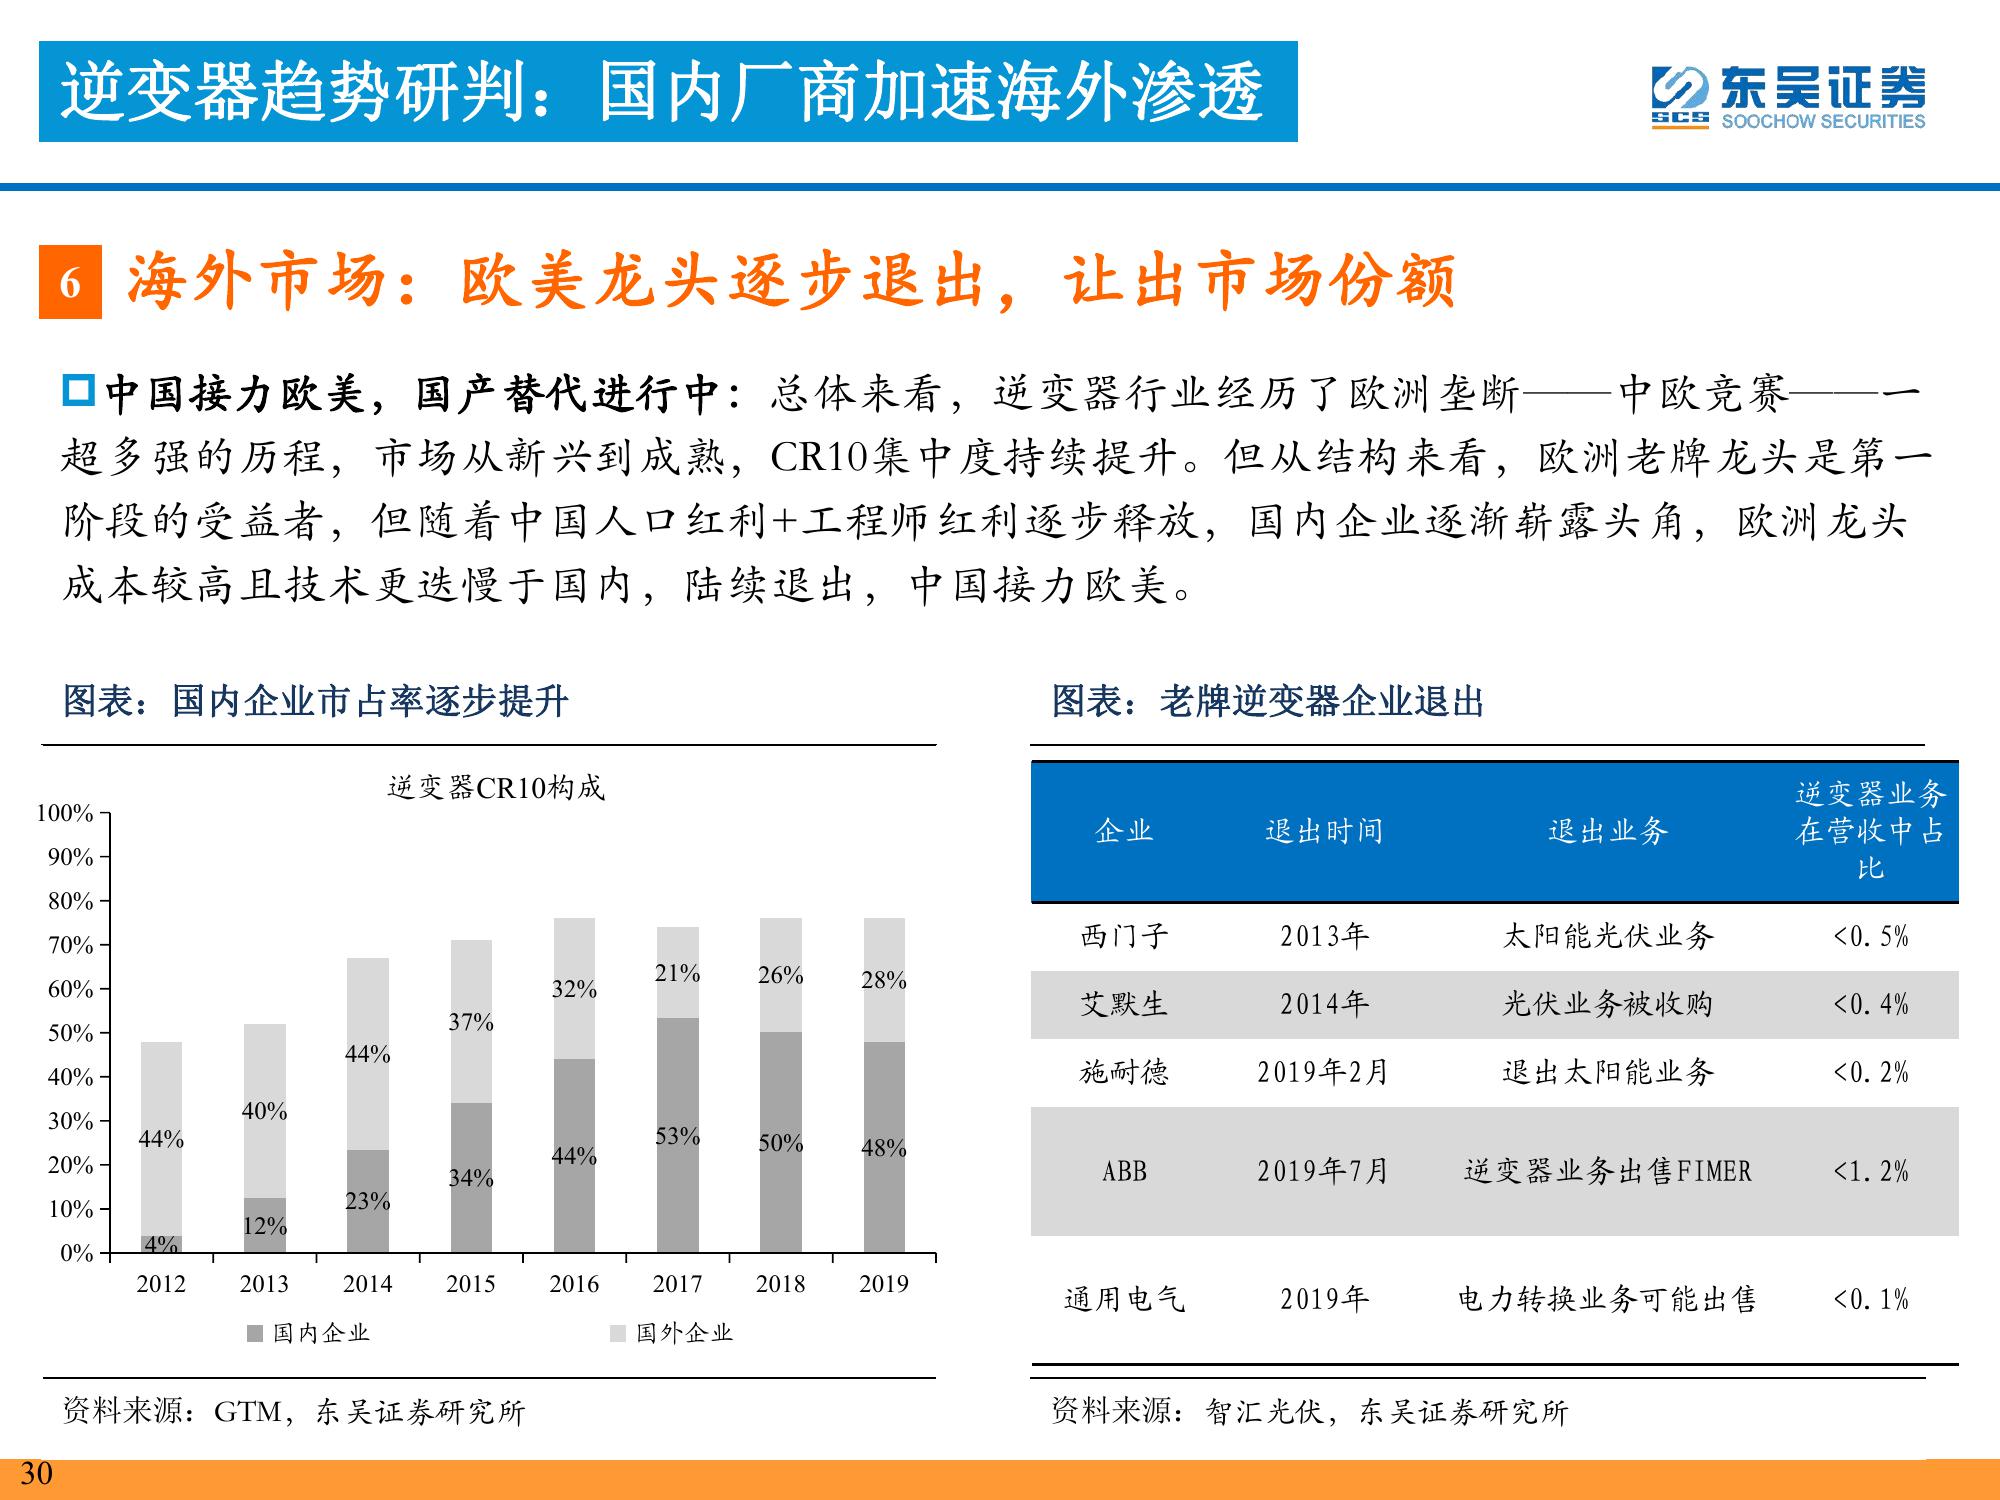 逆变器趋势研判：国内厂商加速海外渗透
东吴证券
SCS SOOCHOW SECURITIES
6 海外市场：欧美龙头逐步退出，让出市场份额
中国接力欧美，国产替代进行中：总体来看，逆变器行业经历了欧洲垄断——中欧竞赛——一
超多强的历程，市场从新兴到成熟，CR10集中度持续提升。但从结构来看，欧洲老牌龙头是第一
阶段的受益者，但随着中国人口红利+工程师红利逐步释放，国内企业逐渐崭露头角，欧洲龙头
成本较高且技术更迭慢于国内，陆续退出，中国接力欧美。
图表：国内企业市占率逐步提升
逆变器CR10构成
100%
90%
80%
70%
60%
50%
40%
30%
20%
10%
0%
44% 40% 44% 37% 32% 21% 26% 28%
4% 12% 23% 34% 44% 53% 50% 48%
2012 2013 2014 2015 2016 2017 2018 2019
国内企业 国外企业
资料来源：GTM，东吴证券研究所
图表：老牌逆变器企业退出
企业 退出时间 退出业务 逆变器业务
在营收中占
比
西门子 2013年 太阳能光伏业务 <0.5%
艾默生 2014年 光伏业务被收购 <0.4%
施耐德 2019年2月 退出太阳能业务 <0.2%
ABB 2019年7月 逆变器业务出售FIMER <1.2%
通用电气 2019年 电力转换业务可能出售 <0.1%
资料来源：智汇光伏，东吴证券研究所
30